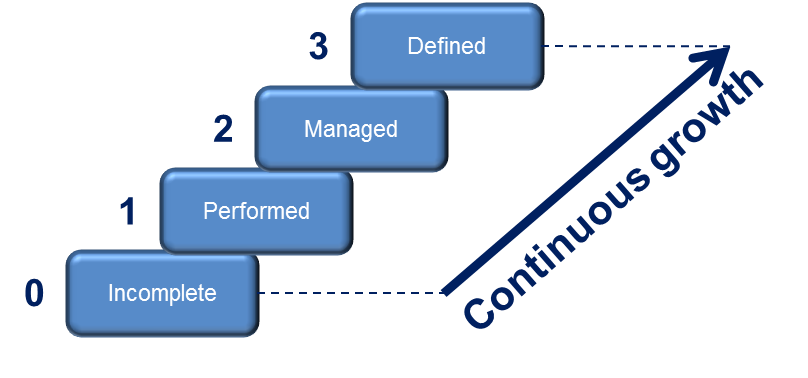 3 Defined
2 Managed
1 Performed
0 Incomplete
Continuous growth